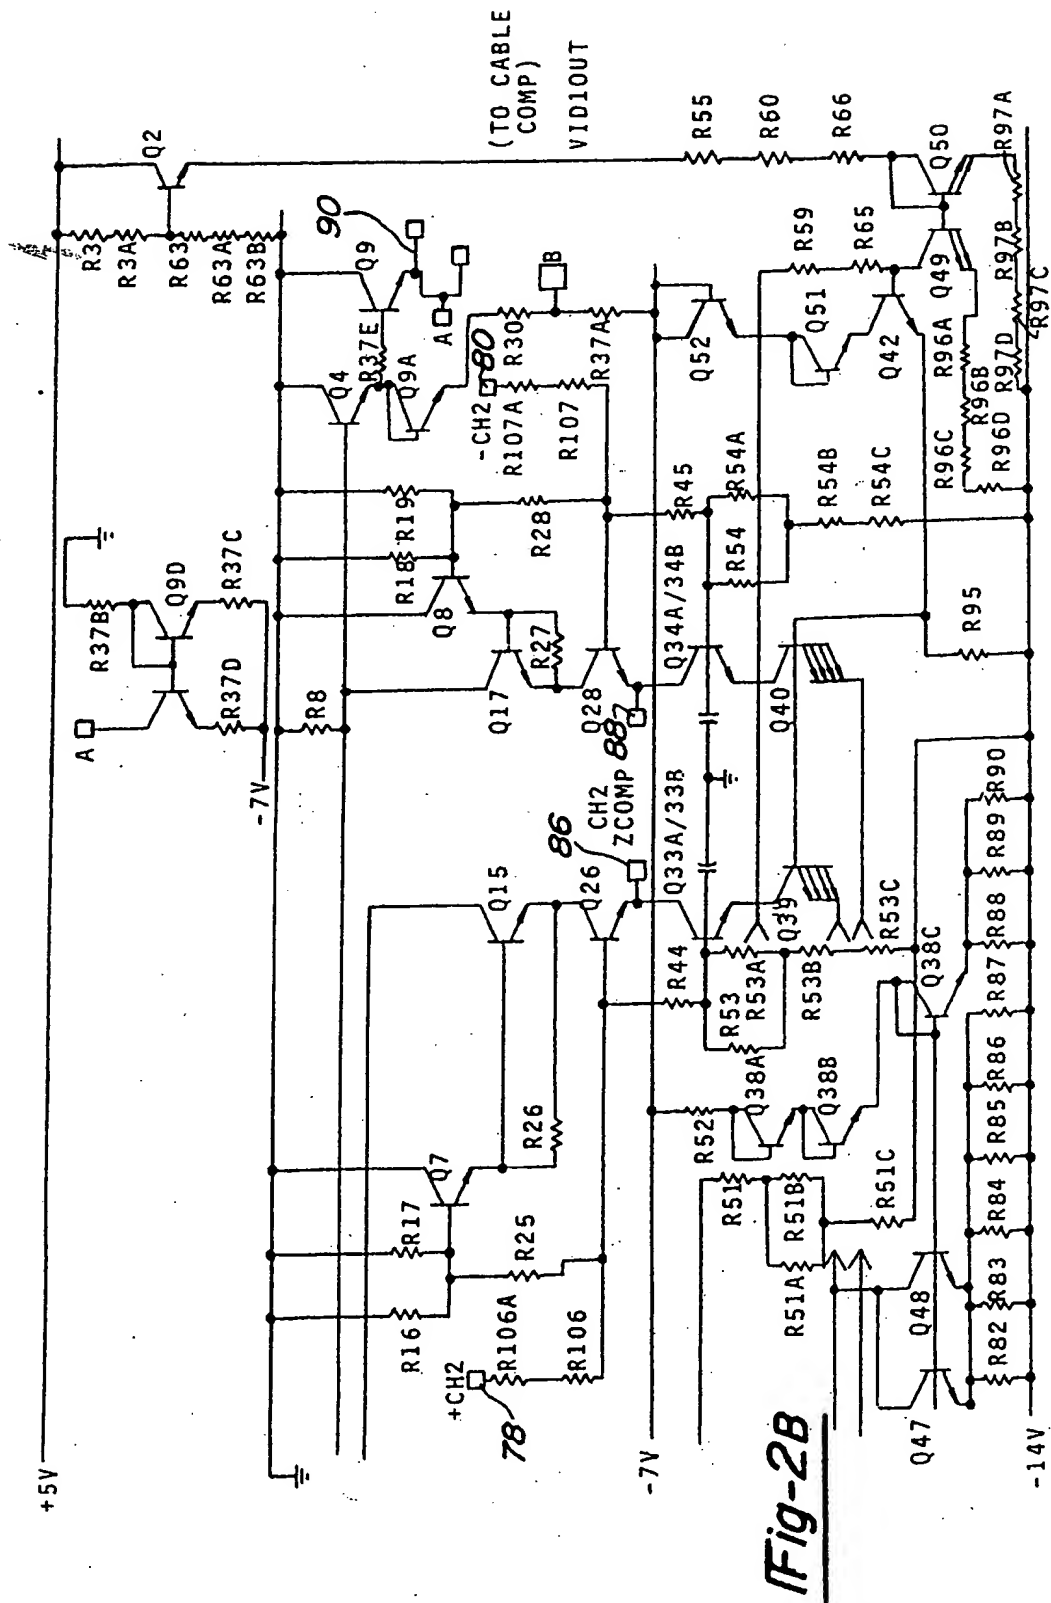 +5V
R3
R3A
R63
R63A
R63B
Q2
(TO CABLE
COMP)
VID1OUT
90
Q9
A
B
R37E
Q9A
Q4
80
-CH2
R107A
R107
R30
R37A
R37B
Q9D
R37C
A
R37D
-7V
R8
R18
R19
Q8
R28
Q17
R27
Q28
88
CH2
ZCOMP
86
Q15
Q26
Q7
R26
R17
R25
R16
R106A
R106
+CH2
78
R55
R60
R66
Q50
R97A
R59
R65
Q49
R97B
R97C
Q51
Q52
Q42
R96A
R96B
R97D
R96C
R96D
R45
R54A
R54
R54B
R54C
Q34A/34B
Q40
R95
Q33A/33B
Q39
R44
R53
R53A
R53B
R53C
Q38C
R90
R89
R88
R87
R86
R85
R84
R83
R82
R52
Q38A
Q38B
R51
R51B
R51A
R51C
Q48
Q47
-7V
-14V
Fig-2B